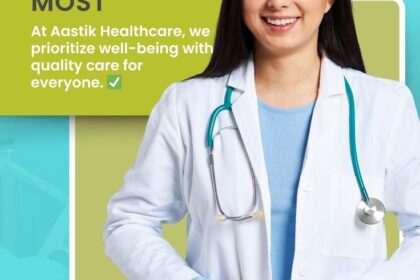 MOST
At Aastik Healthcare, we
prioritize well-being with
quality care for
everyone. ✅